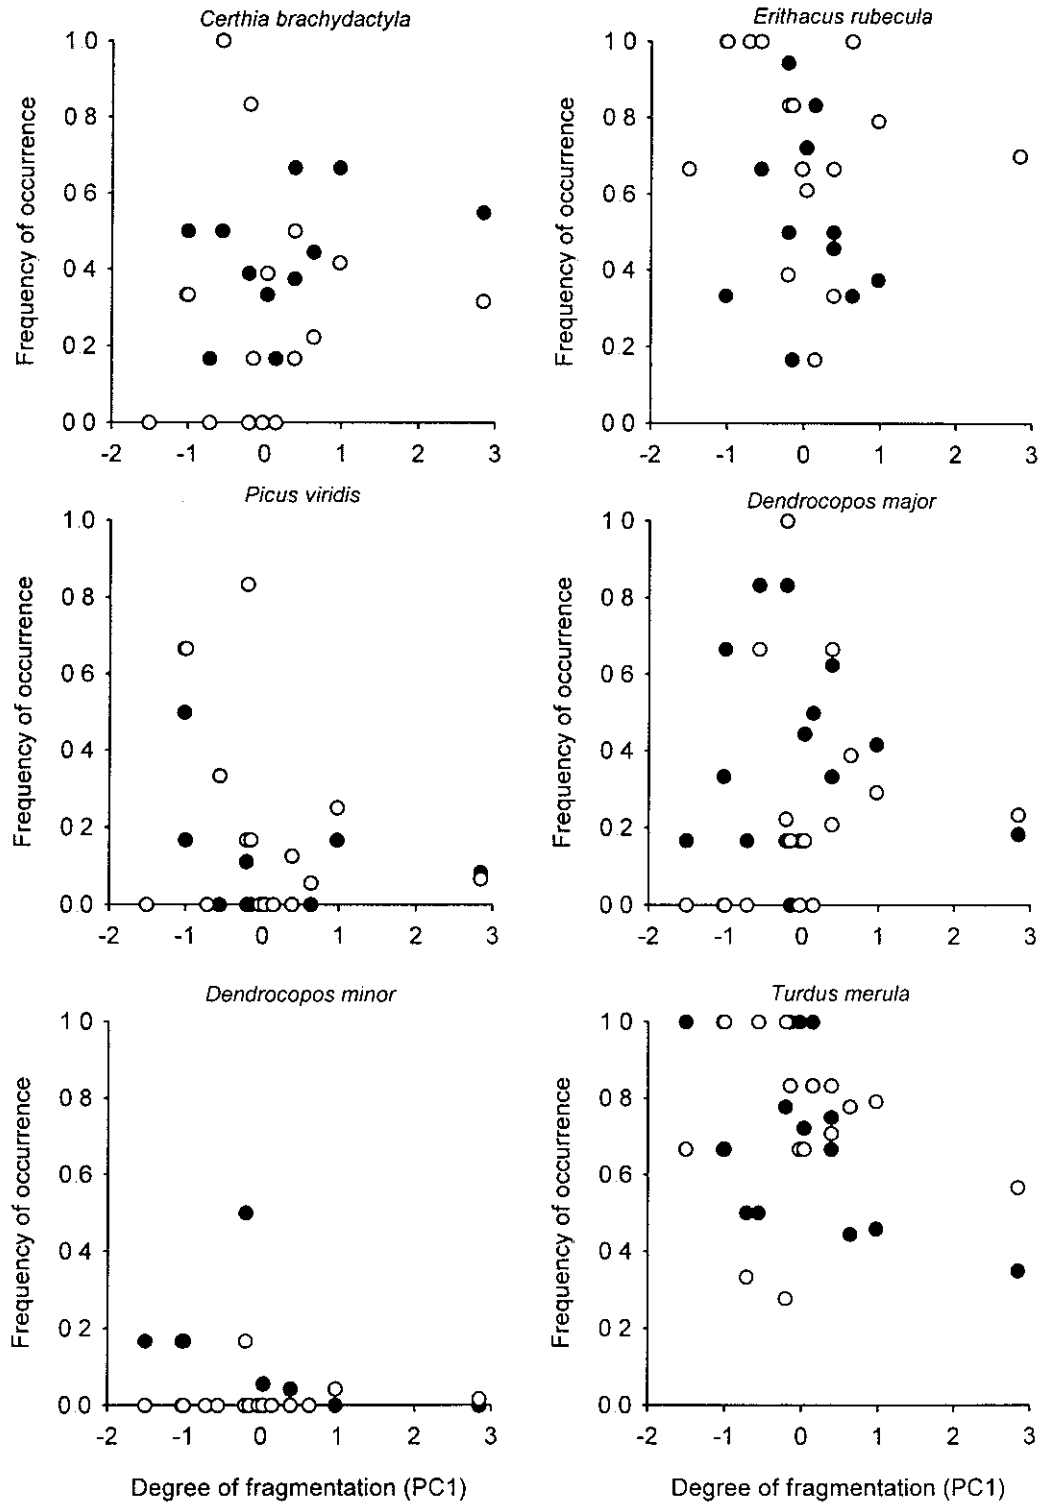 Certhia brachydactyla
Erithacus rubecula
Frequency of occurrence
1.0
0 8
0 6
0 4
0 2
0 0
-2 -1 0 1 2 3
Frequency of occurrence
1.0
0 8
0 6
0 4
0 2
0 0
-2 -1 0 1 2 3
Picus viridis
Dendrocopos major
Frequency of occurrence
1 0
0 8
0 6
0 4
0 2
0 0
-2 -1 0 1 2 3
Frequency of occurrence
1 0
0 8
0 6
0 4
0 2
0 0
-2 -1 0 1 2 3
Dendrocopos minor
Turdus merula
Frequency of occurrence
1 0
0 8
0 6
0 4
0 2
0 0
-2 -1 0 1 2 3
Degree of fragmentation (PC1)
Frequency of occurrence
1 0
0 8
0 6
0 4
0 2
0 0
-2 -1 0 1 2 3
Degree of fragmentation (PC1)